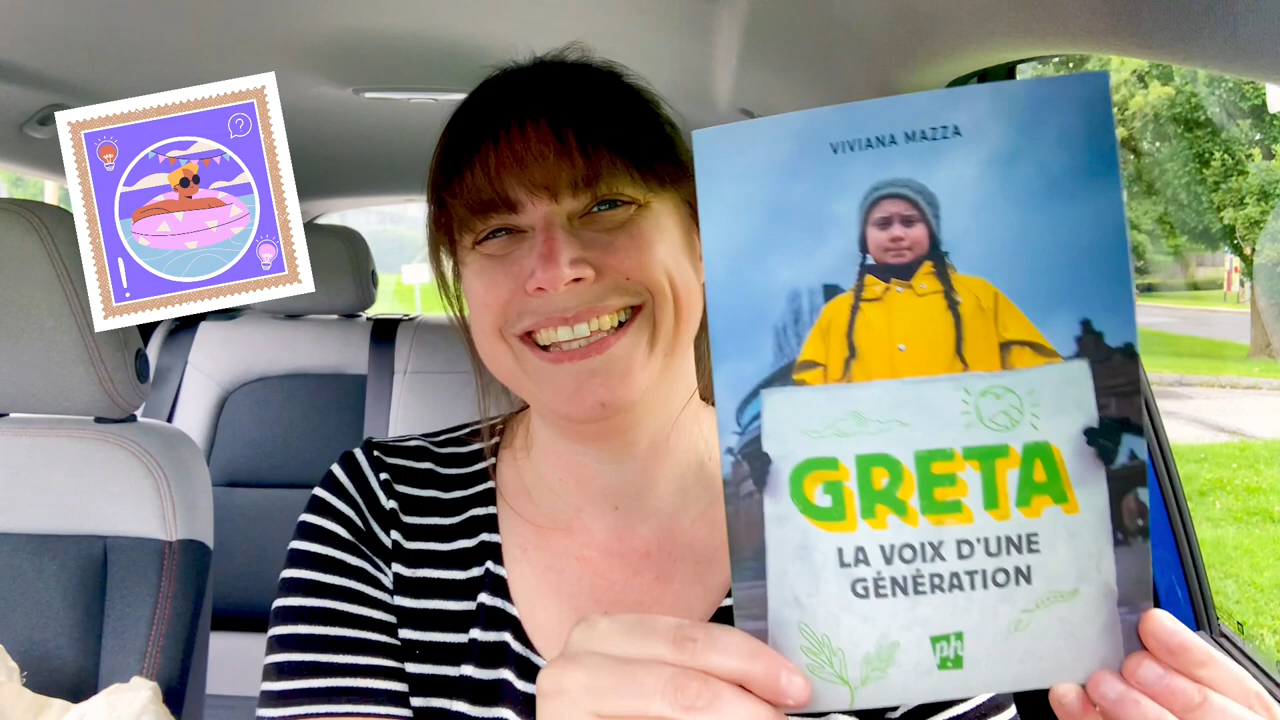 VIVIANA MAZZA
GRETA
LA VOIX D'UNE
GÉNÉRATION
ph